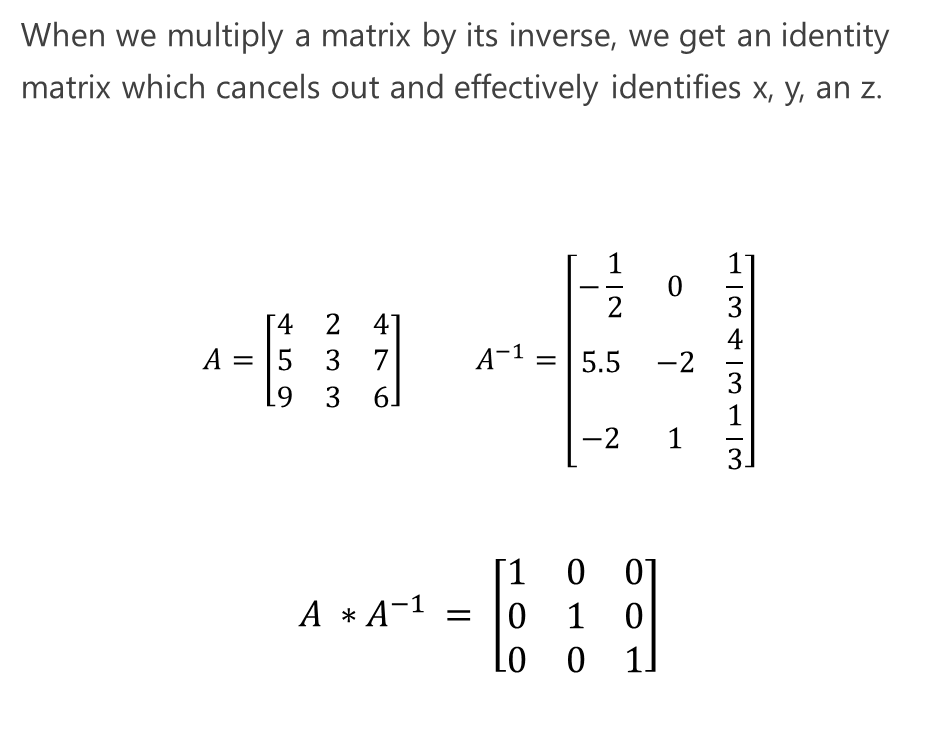 When we multiply a matrix by its inverse, we get an identity
matrix which cancels out and effectively identifies x, y, an z.
A = [4 2 4; 5 3 7; 9 3 6] A⁻¹ = [−1/2 0 1/3; 5.5 −2 4/3; −2 1 1/3]
A ∗ A⁻¹ = [1 0 0; 0 1 0; 0 0 1]